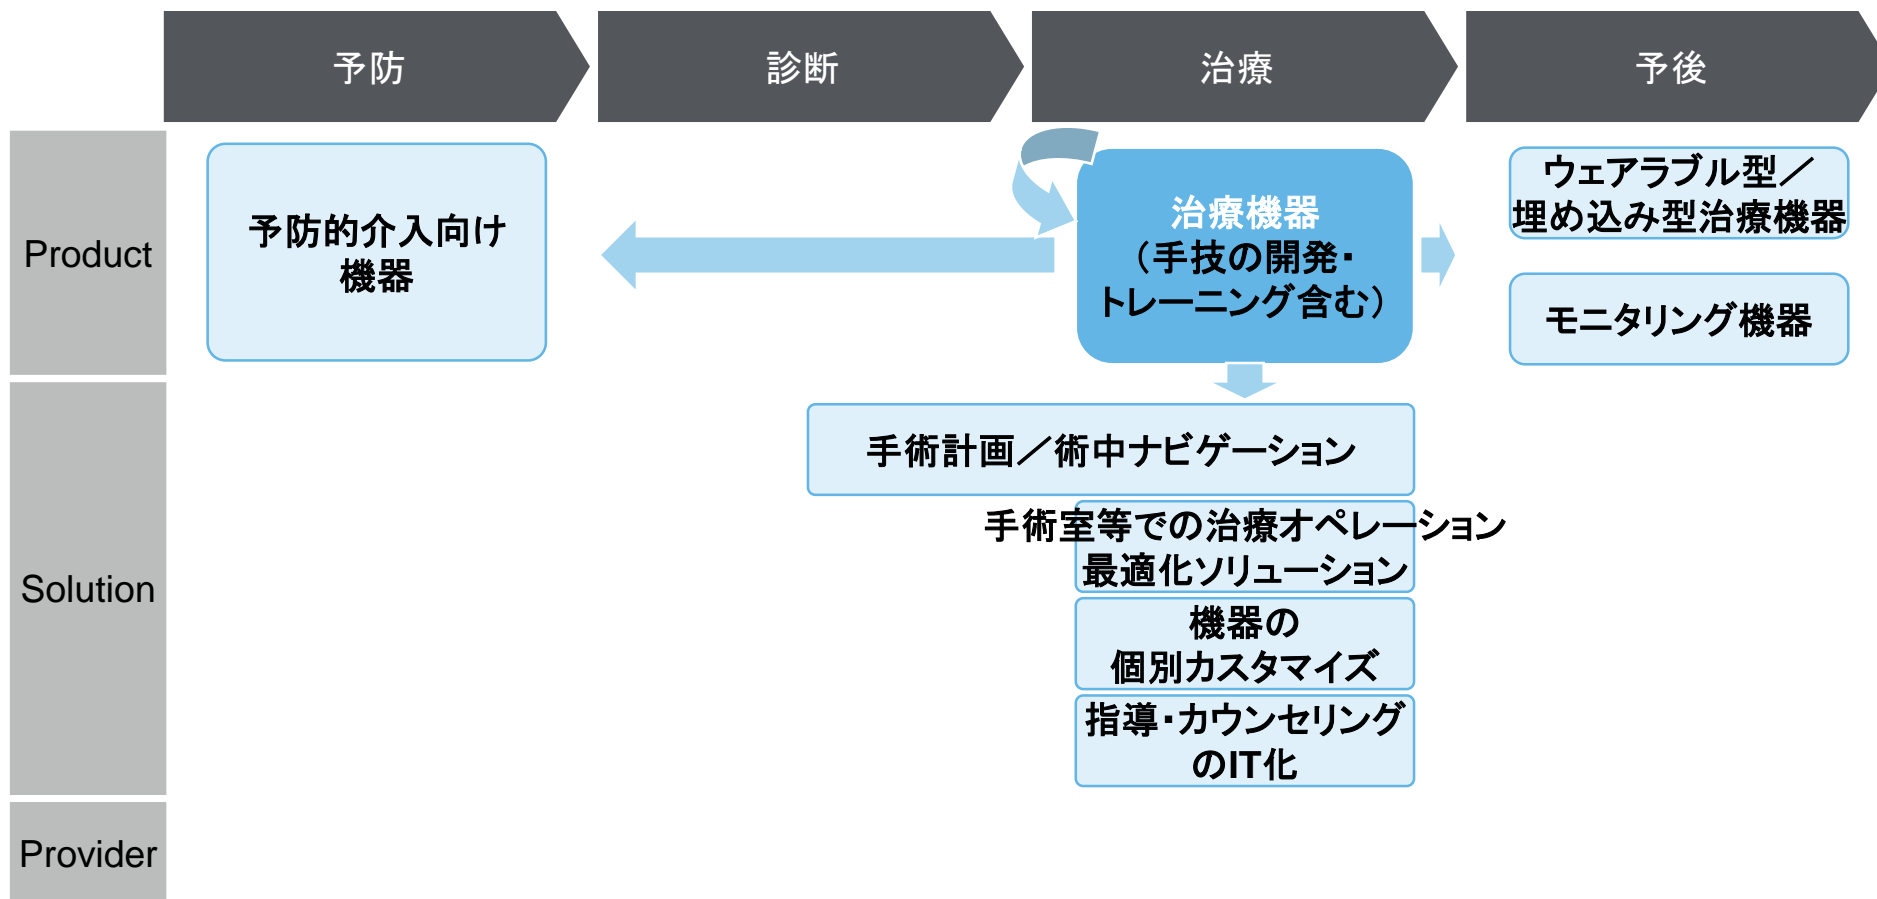 予防
診断
治療
予後
Product
予防的介入向け
機器
治療機器
（手技の開発・
トレーニング含む）
ウェアラブル型／
埋め込み型治療機器
モニタリング機器
Solution
手術計画／術中ナビゲーション
手術室等での治療オペレーション
最適化ソリューション
機器の
個別カスタマイズ
指導・カウンセリング
のIT化
Provider